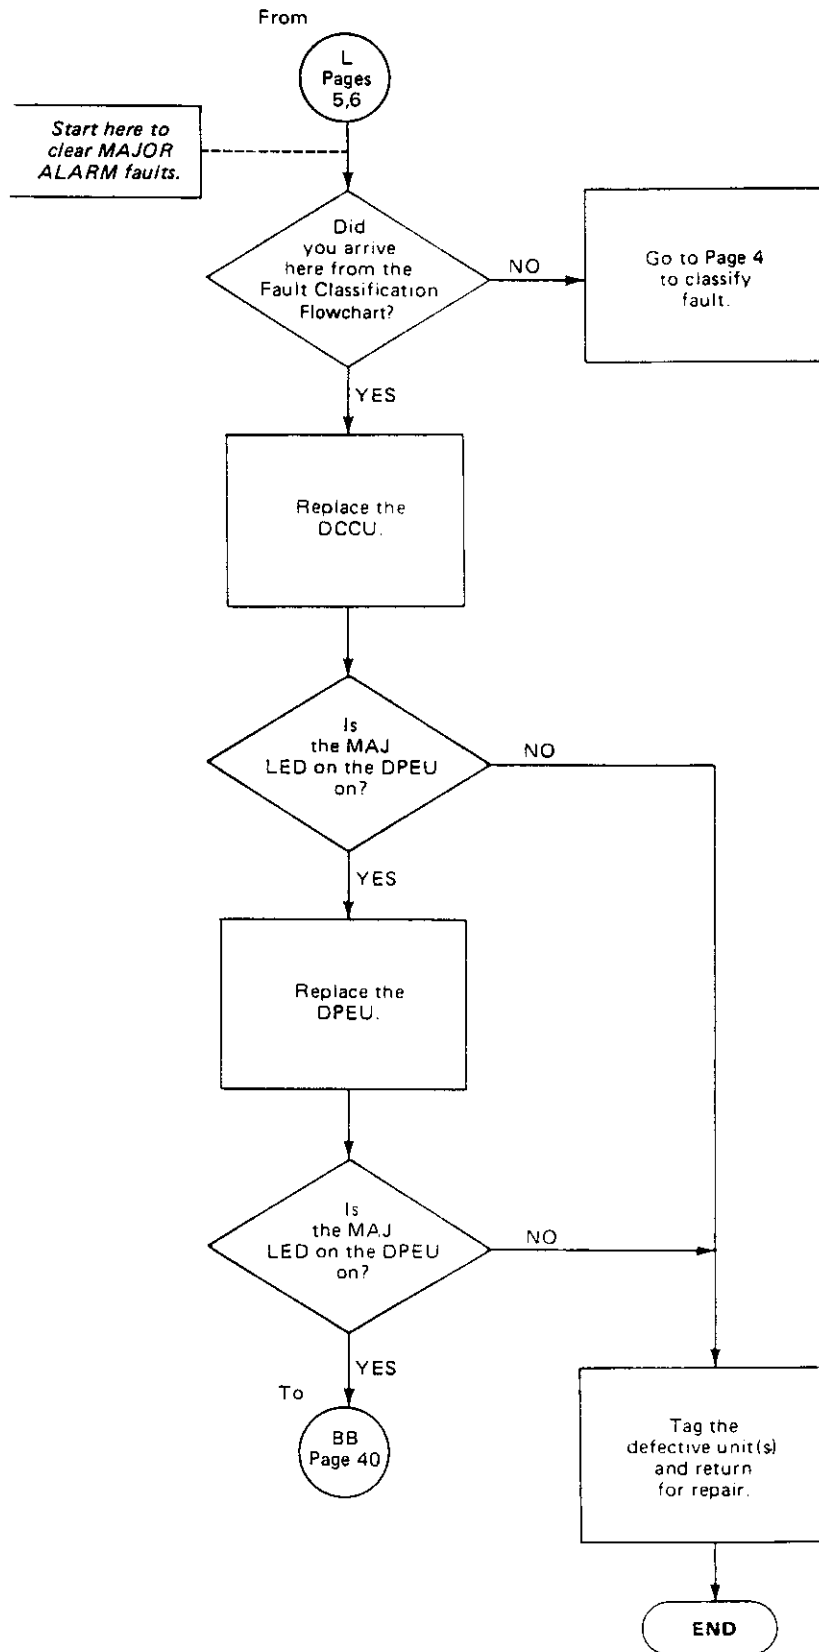 From
L
Pages
5,6
Start here to
clear MAJOR
ALARM faults.
Did
you arrive
here from the
Fault Classification
Flowchart?
NO
Go to Page 4
to classify
fault.
YES
Replace the
DCCU.
Is
the MAJ
LED on the DPEU
on?
NO
YES
Replace the
DPEU.
Is
the MAJ
LED on the DPEU
on?
NO
YES
To
BB
Page 40
Tag the
defective unit(s)
and return
for repair.
END